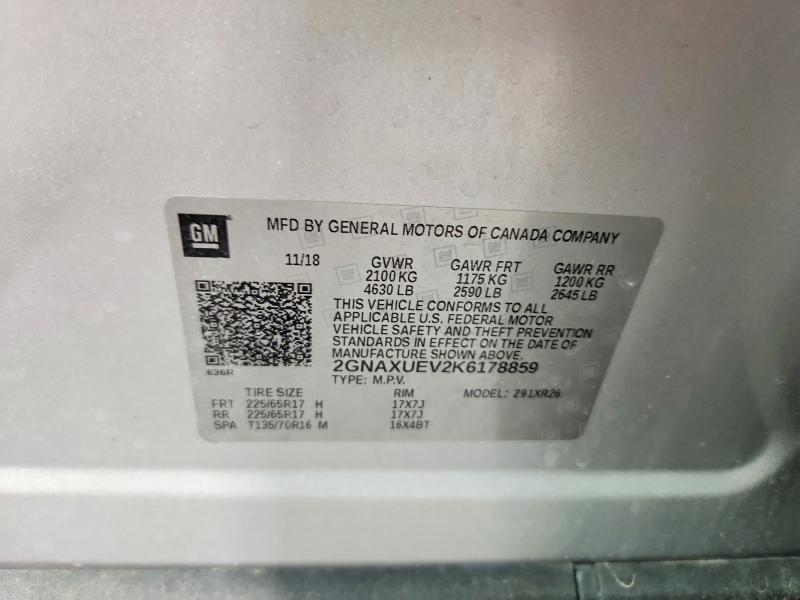 GM
MFD BY GENERAL MOTORS OF CANADA COMPANY
11/18 GVWR GAWR FRT GAWR RR
2100 KG 1175 KG 1200 KG
4630 LB 2590 LB 2645 LB
THIS VEHICLE CONFORMS TO ALL
APPLICABLE U.S. FEDERAL MOTOR
VEHICLE SAFETY AND THEFT PREVENTION
STANDARDS IN EFFECT ON THE DATE OF
MANUFACTURE SHOWN ABOVE.
636R 2GNAXUEV2K6178859
TYPE: M.P.V.
TIRE SIZE RIM MODEL: 291XR26
FRT 225/65R17 H 17X7J
RR 225/65R17 H 17X7J
SPA T135/70R16 M 16X4BT